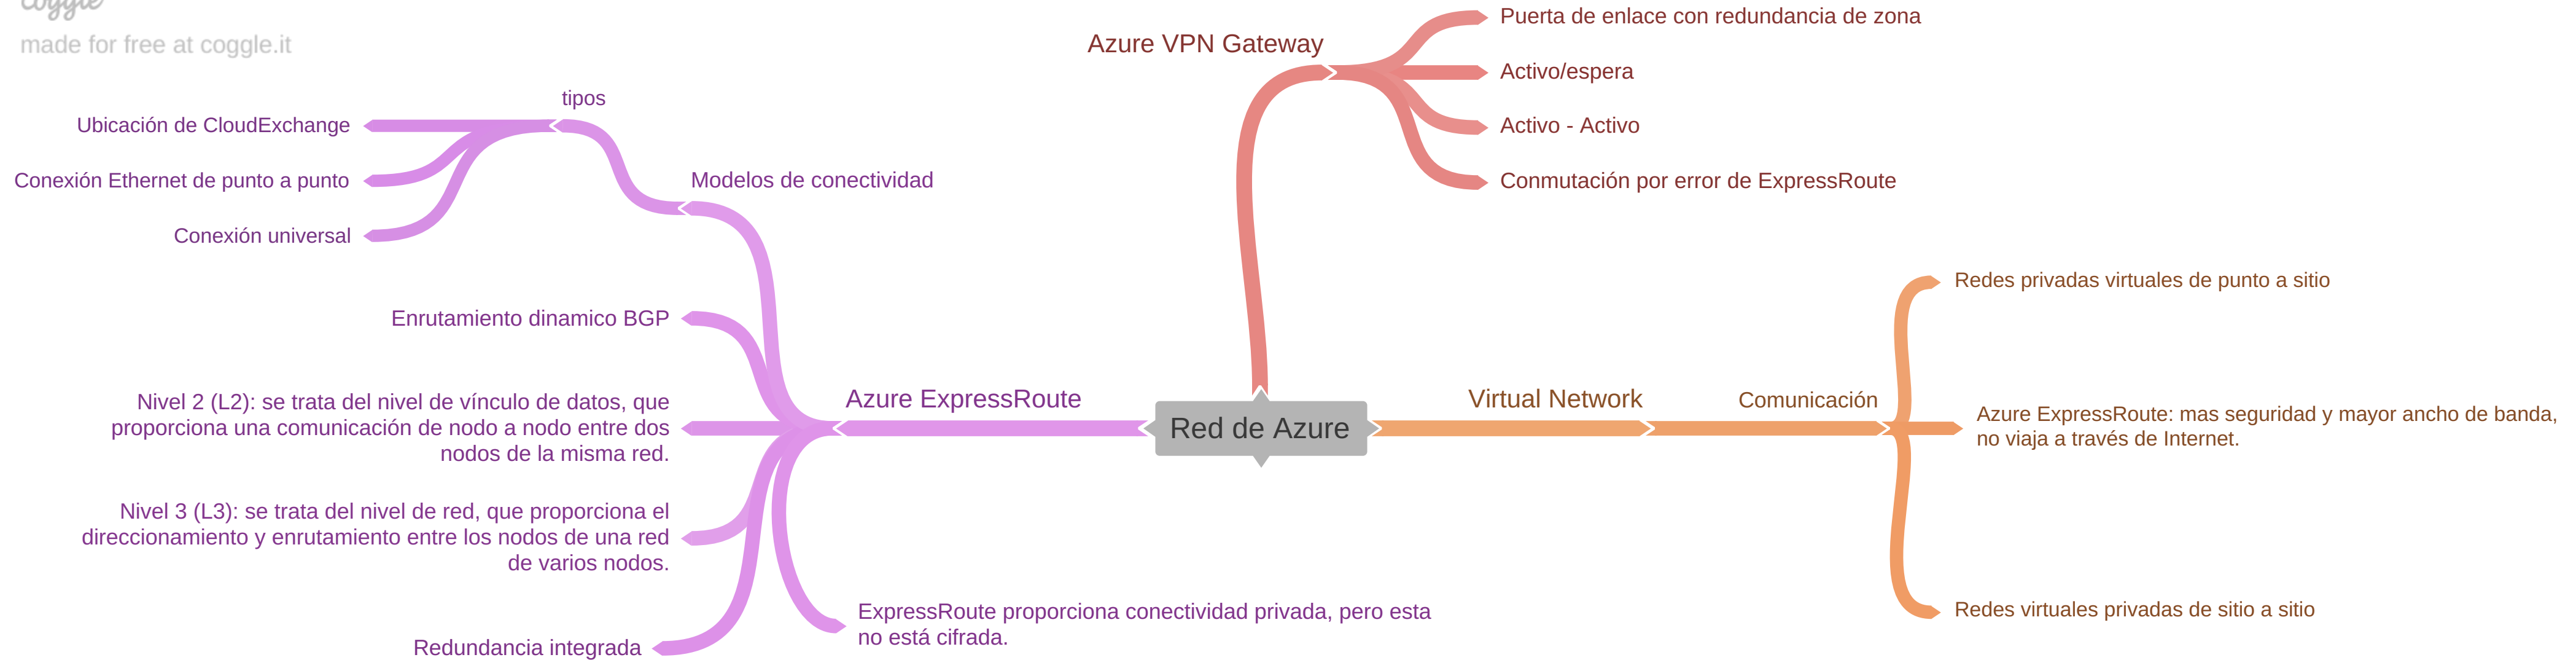 coggle
made for free at coggle.it
Azure VPN Gateway
Puerta de enlace con redundancia de zona
Activo/espera
Activo - Activo
Conmutación por error de ExpressRoute
tipos
Ubicación de CloudExchange
Conexión Ethernet de punto a punto
Conexión universal
Modelos de conectividad
Enrutamiento dinamico BGP
Nivel 2 (L2): se trata del nivel de vínculo de datos, que
proporciona una comunicación de nodo a nodo entre dos
nodos de la misma red.
Nivel 3 (L3): se trata del nivel de red, que proporciona el
direccionamiento y enrutamiento entre los nodos de una red
de varios nodos.
Redundancia integrada
ExpressRoute proporciona conectividad privada, pero esta
no está cifrada.
Azure ExpressRoute
Red de Azure
Virtual Network
Comunicación
Redes privadas virtuales de punto a sitio
Azure ExpressRoute: mas seguridad y mayor ancho de banda,
no viaja a través de Internet.
Redes virtuales privadas de sitio a sitio